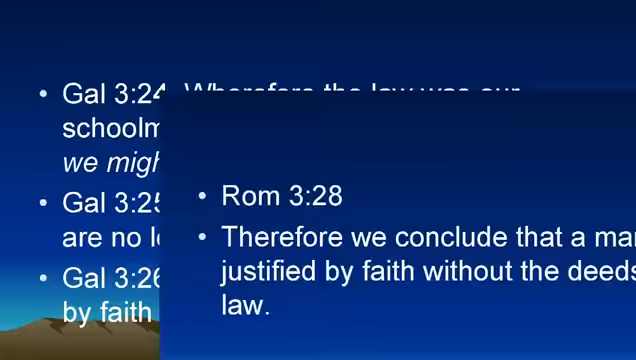 • Gal 3:24 Wherefore the law was our
schoolm
we migh
• Gal 3:25
are no l
• Gal 3:26
by faith
• Rom 3:28
• Therefore we conclude that a ma
justified by faith without the deeds
law.